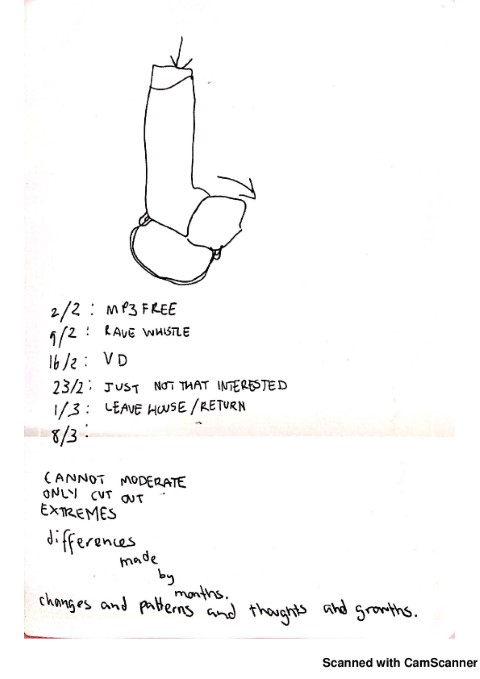 2/2 : MP3 FREE
9/2 : RAVE WHISTLE
16/2 : VD
23/2 : JUST NOT THAT INTERESTED
1/3 : LEAVE HOUSE / RETURN
8/3 :
CANNOT MODERATE
ONLY CUT OUT
EXTREMES
differences
made
by
months.
changes and patterns and thoughts and growths.
Scanned with CamScanner